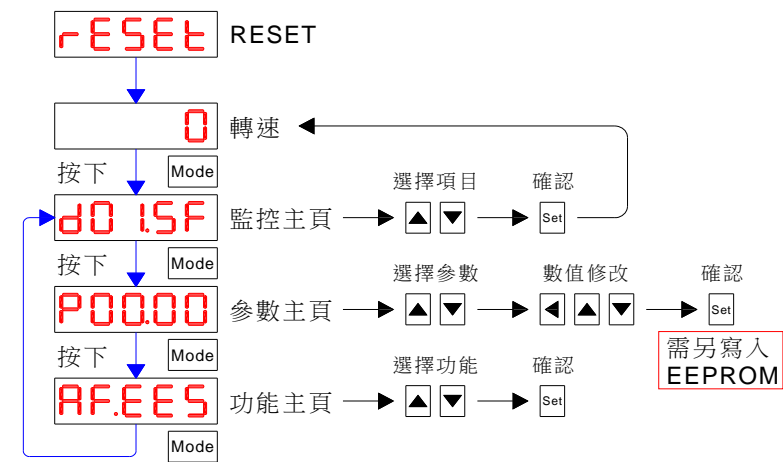 rESEt RESET
0 轉速
按下 Mode
選擇項目 確認
d01.SF 監控主頁 ▲ ▼ Set
按下 Mode
選擇參數 數值修改 確認
P00.00 參數主頁 ▲ ▼ ◀ ▲ ▼ Set
需另寫入
EEPROM
按下 Mode
選擇功能 確認
AF.EES 功能主頁 ▲ ▼ Set
Mode